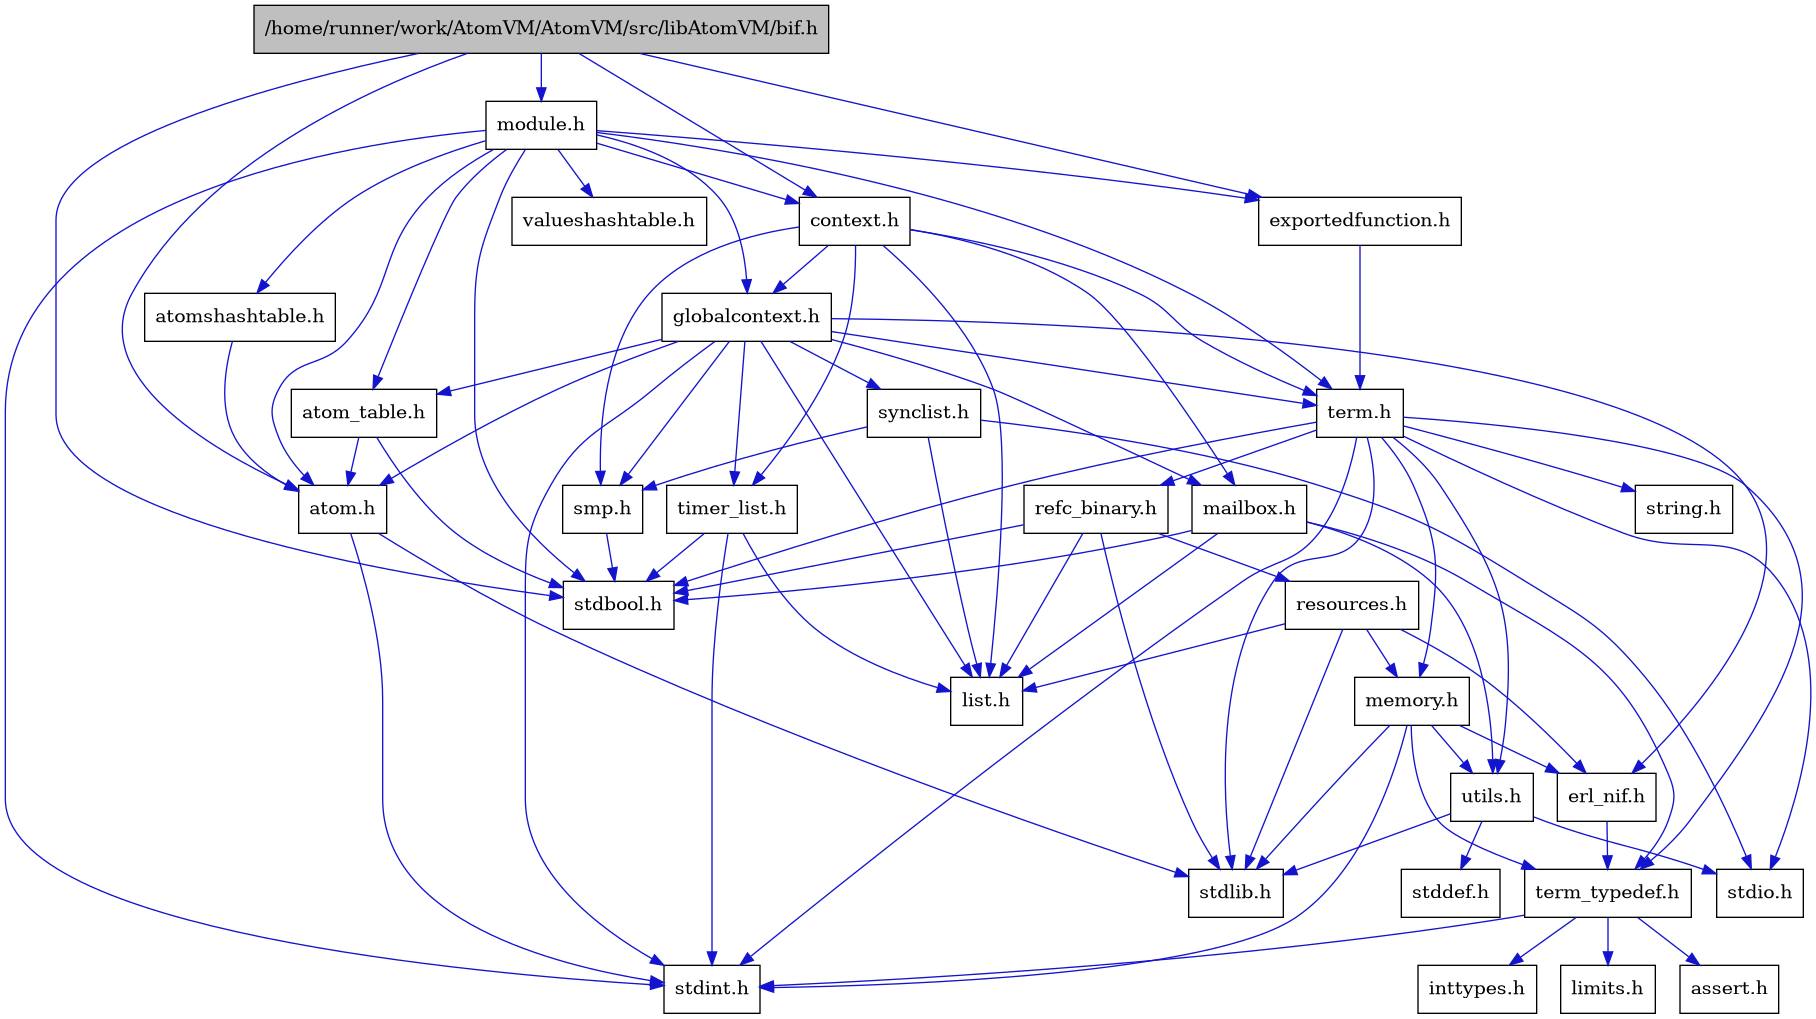 /home/runner/work/AtomVM/AtomVM/src/libAtomVM/bif.h
module.h
valueshashtable.h
context.h
exportedfunction.h
atomshashtable.h
globalcontext.h
atom_table.h
synclist.h
term.h
atom.h
smp.h
timer_list.h
refc_binary.h
mailbox.h
string.h
stdbool.h
resources.h
list.h
memory.h
utils.h
erl_nif.h
stdlib.h
stddef.h
term_typedef.h
stdio.h
stdint.h
inttypes.h
limits.h
assert.h